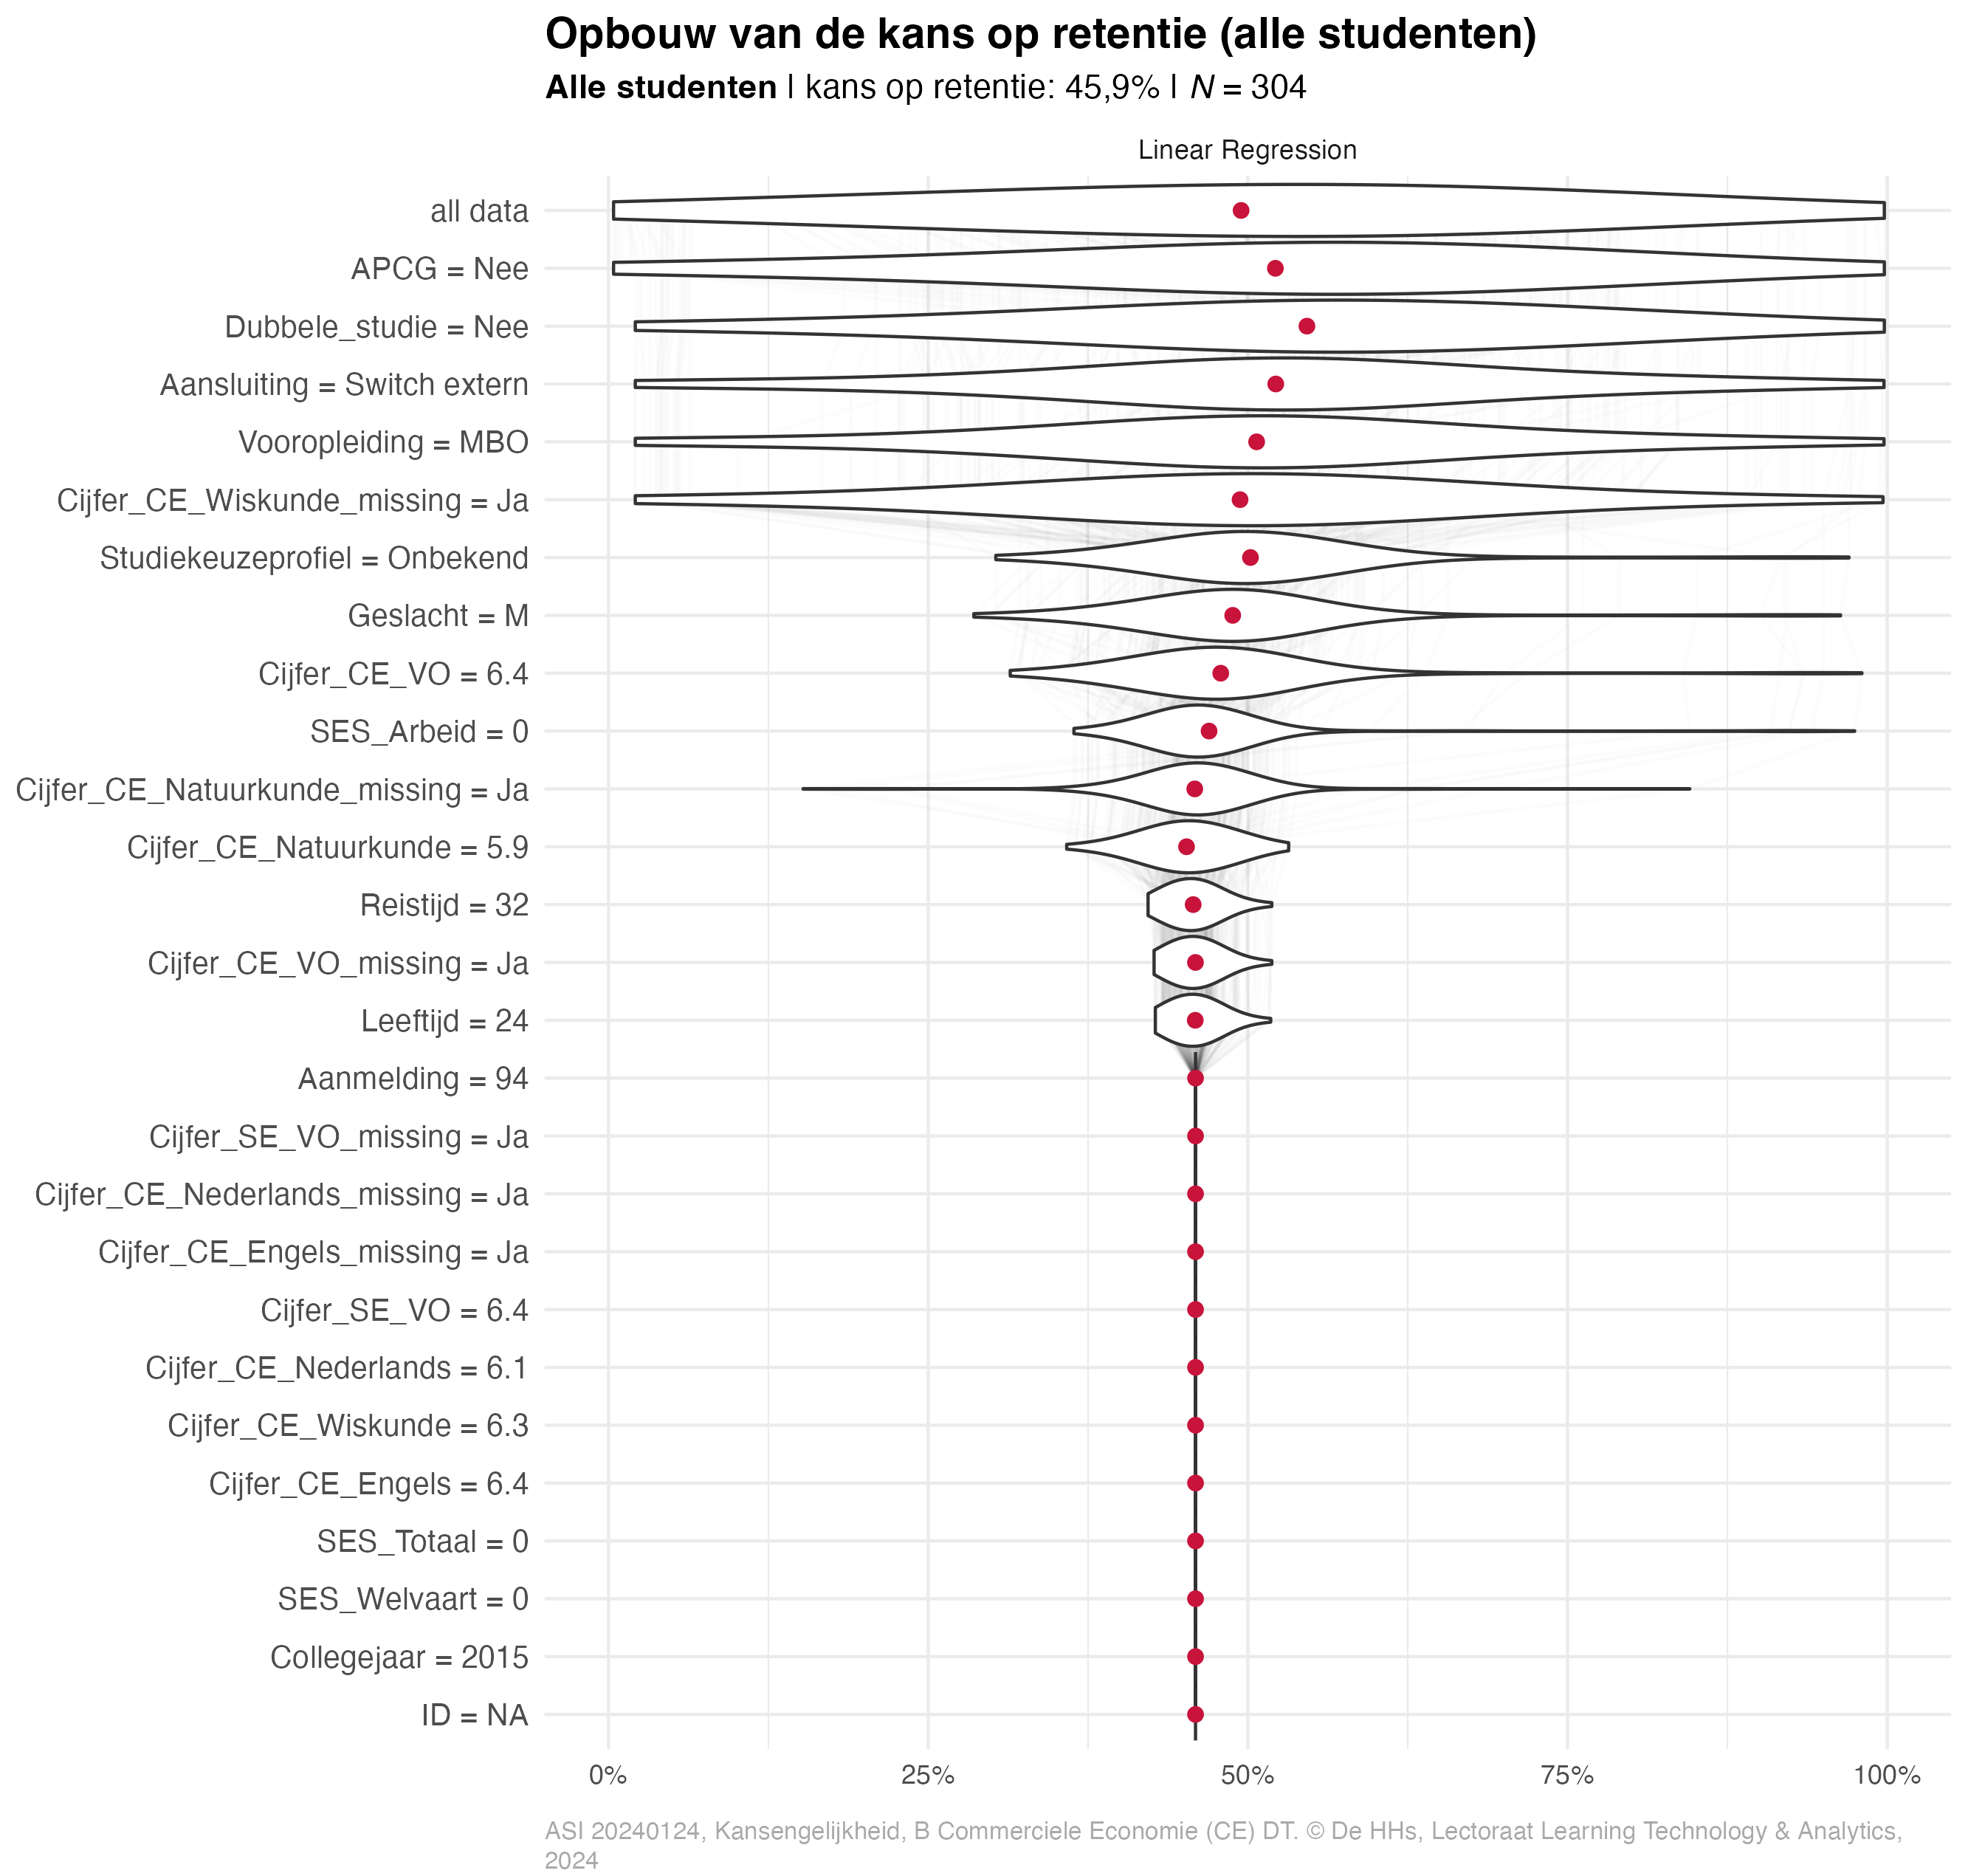 Opbouw van de kans op retentie (alle studenten)
Alle studenten | kans op retentie: 45,9% | N = 304
Linear Regression
all data
APCG = Nee
Dubbele_studie = Nee
Aansluiting = Switch extern
Vooropleiding = MBO
Cijfer_CE_Wiskunde_missing = Ja
Studiekeuzeprofiel = Onbekend
Geslacht = M
Cijfer_CE_VO = 6.4
SES_Arbeid = 0
Cijfer_CE_Natuurkunde_missing = Ja
Cijfer_CE_Natuurkunde = 5.9
Reistijd = 32
Cijfer_CE_VO_missing = Ja
Leeftijd = 24
Aanmelding = 94
Cijfer_SE_VO_missing = Ja
Cijfer_CE_Nederlands_missing = Ja
Cijfer_CE_Engels_missing = Ja
Cijfer_SE_VO = 6.4
Cijfer_CE_Nederlands = 6.1
Cijfer_CE_Wiskunde = 6.3
Cijfer_CE_Engels = 6.4
SES_Totaal = 0
SES_Welvaart = 0
Collegejaar = 2015
ID = NA
0% 25% 50% 75% 100%
ASI 20240124, Kansengelijkheid, B Commerciele Economie (CE) DT. © De HHs, Lectoraat Learning Technology & Analytics,
2024